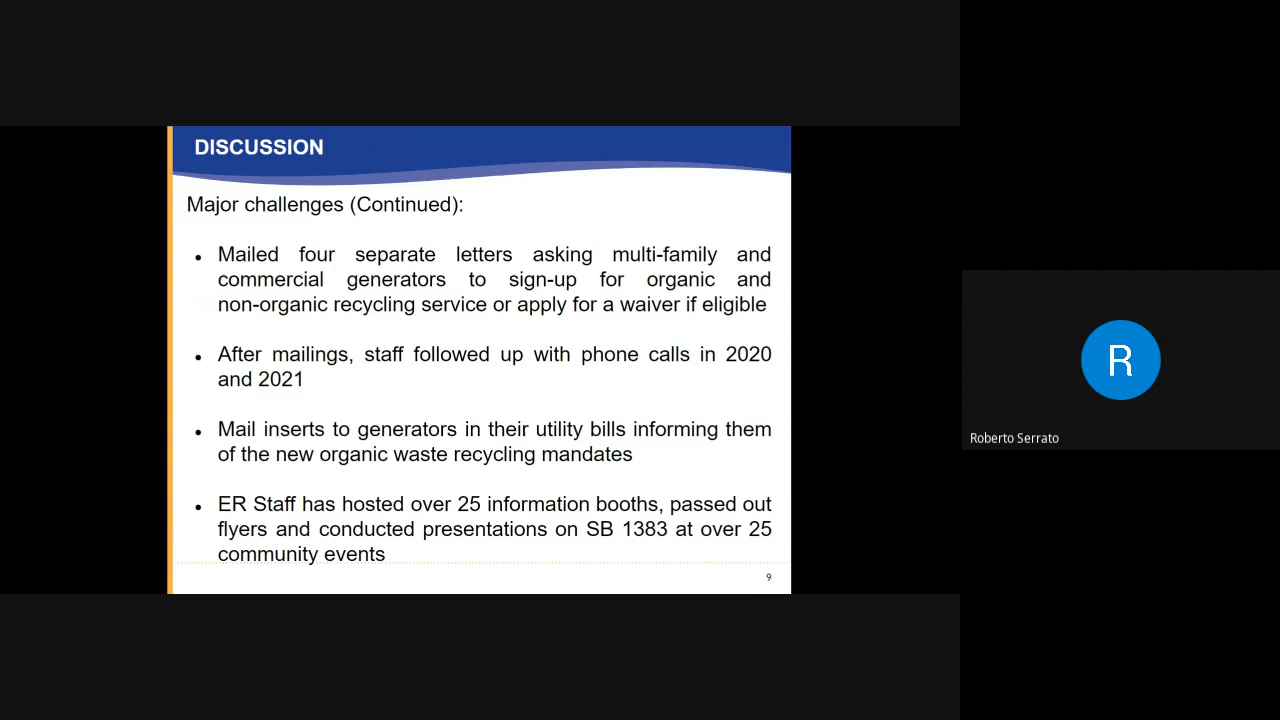 DISCUSSION
Major challenges (Continued):
• Mailed four separate letters asking multi-family and
commercial generators to sign-up for organic and
non-organic recycling service or apply for a waiver if eligible
• After mailings, staff followed up with phone calls in 2020
and 2021
• Mail inserts to generators in their utility bills informing them
of the new organic waste recycling mandates
• ER Staff has hosted over 25 information booths, passed out
flyers and conducted presentations on SB 1383 at over 25
community events
9
R
Roberto Serrato